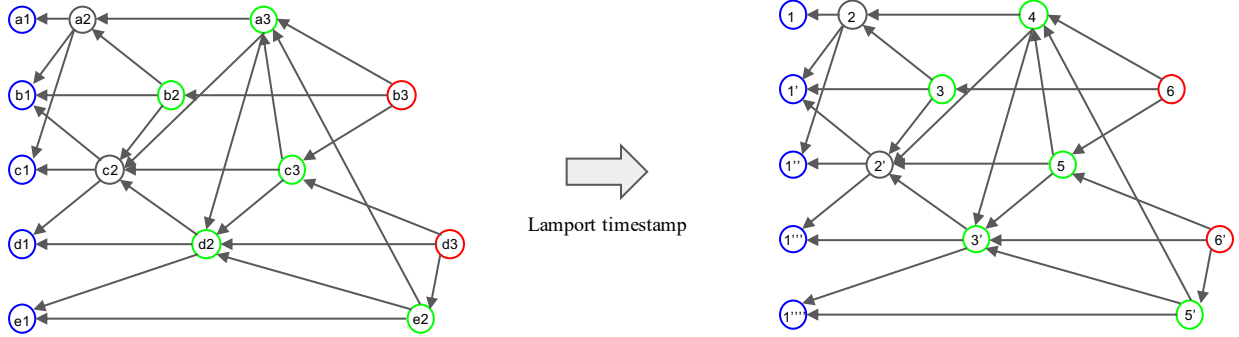 a1 a2 a3
b1 b2 b3
c1 c2 c3
d1 d2 d3
e1 e2
Lamport timestamp
1 2 4
1' 3 6
1'' 2' 5
1''' 3' 6'
1'''' 5'